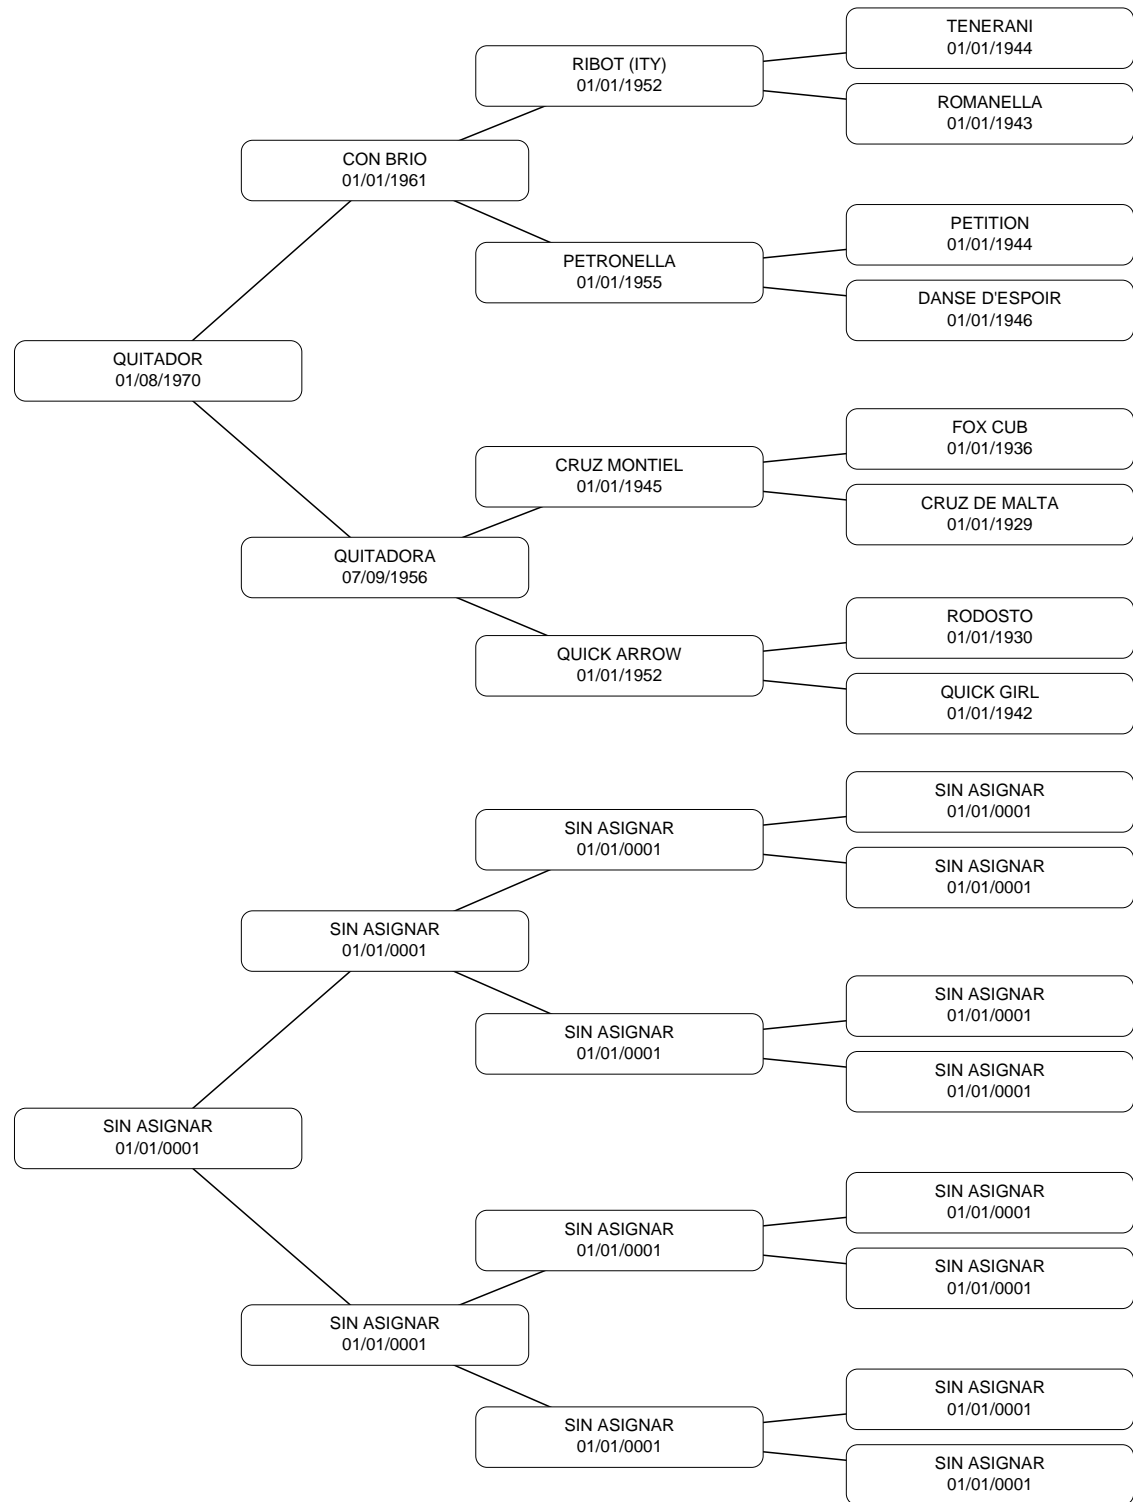 TENERANI
01/01/1944
RIBOT (ITY)
01/01/1952
ROMANELLA
01/01/1943
CON BRIO
01/01/1961
PETITION
01/01/1944
PETRONELLA
01/01/1955
DANSE D'ESPOIR
01/01/1946
QUITADOR
01/08/1970
FOX CUB
01/01/1936
CRUZ MONTIEL
01/01/1945
CRUZ DE MALTA
01/01/1929
QUITADORA
07/09/1956
RODOSTO
01/01/1930
QUICK ARROW
01/01/1952
QUICK GIRL
01/01/1942
SIN ASIGNAR
01/01/0001
SIN ASIGNAR
01/01/0001
SIN ASIGNAR
01/01/0001
SIN ASIGNAR
01/01/0001
SIN ASIGNAR
01/01/0001
SIN ASIGNAR
01/01/0001
SIN ASIGNAR
01/01/0001
SIN ASIGNAR
01/01/0001
SIN ASIGNAR
01/01/0001
SIN ASIGNAR
01/01/0001
SIN ASIGNAR
01/01/0001
SIN ASIGNAR
01/01/0001
SIN ASIGNAR
01/01/0001
SIN ASIGNAR
01/01/0001
SIN ASIGNAR
01/01/0001